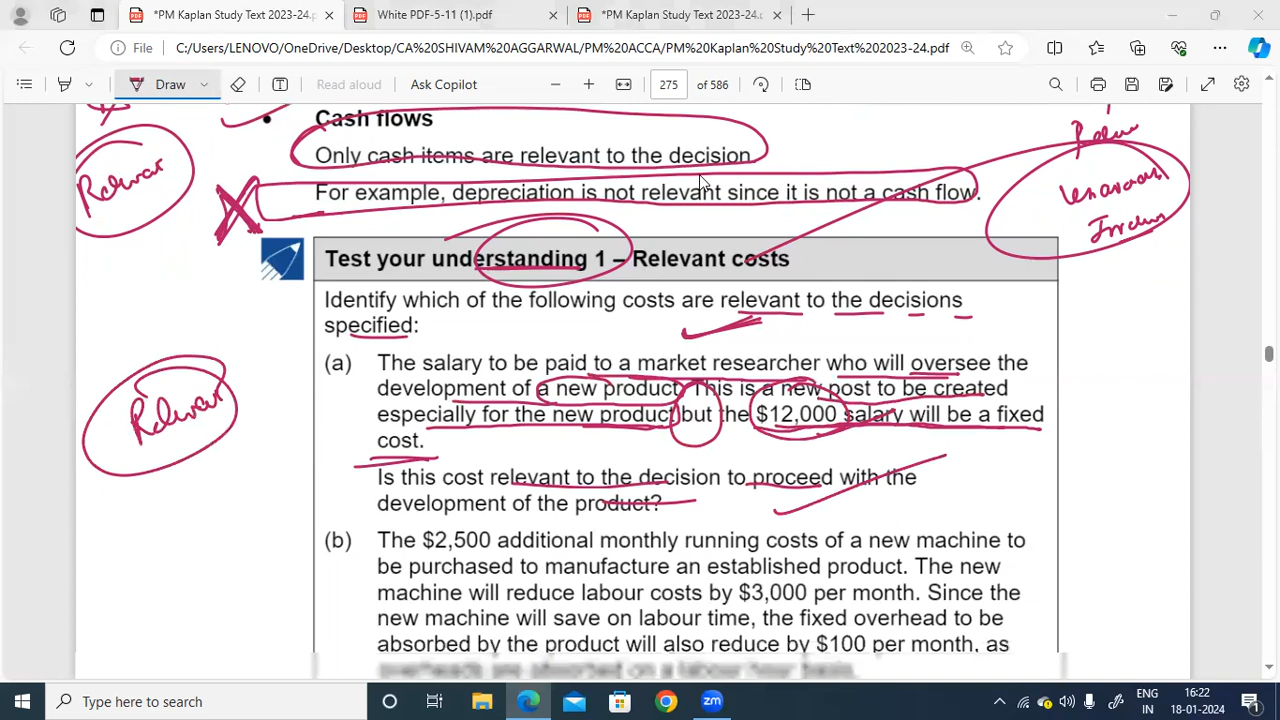 *PM Kaplan Study Text 2023-24.p
White PDF-5-11 (1).pdf
*PM Kaplan Study Text 2023-24.
File
C:/Users/LENOVO/OneDrive/Desktop/CA%20SHIVAM%20AGGARWAL/PM%20ACCA/PM%20Kaplan%20Study%20Text%202023-24.pdf
Draw
Read aloud
Ask Copilot
275 of 586
Cash flows
Only cash items are relevant to the decision.
For example, depreciation is not relevant since it is not a cash flow.
Test your understanding 1 – Relevant costs
Identify which of the following costs are relevant to the decisions
specified:
(a) The salary to be paid to a market researcher who will oversee the
development of a new product. This is a new post to be created
especially for the new product but the $12,000 salary will be a fixed
cost.
Is this cost relevant to the decision to proceed with the
development of the product?
(b) The $2,500 additional monthly running costs of a new machine to
be purchased to manufacture an established product. The new
machine will reduce labour costs by $3,000 per month. Since the
new machine will save on labour time, the fixed overhead to be
absorbed by the product will also reduce by $100 per month, as
overheads are absorbed on a labour hour basis.
Type here to search
ENG
IN
16:22
18-01-2024